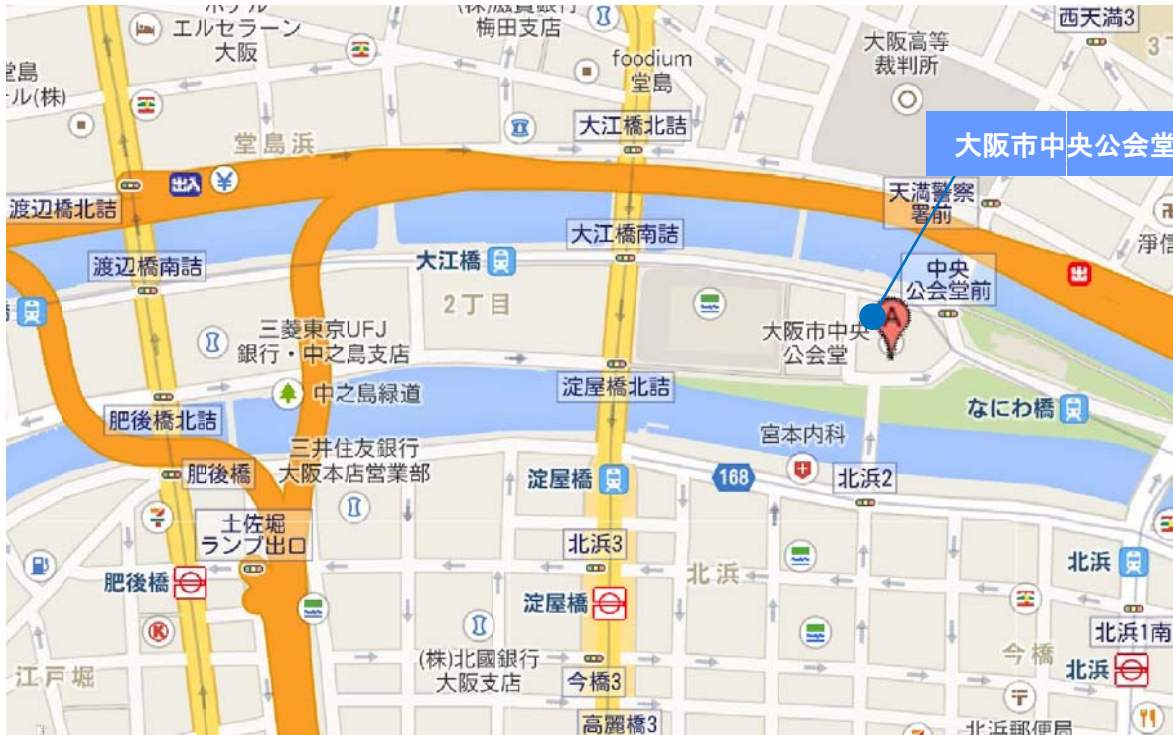 エルセラーン
大阪
梅田支店
foodium
堂島
大阪高等
裁判所
西天満3
堂島
ル(株)
堂島浜
大江橋北詰
大阪市中央公会堂
出入
¥
渡辺橋北詰
天満警察
署前
渡辺橋南詰
大江橋
大江橋南詰
中央
公会堂前
出
2丁目
A
三菱東京UFJ
銀行・中之島支店
大阪市中央
公会堂
中之島緑道
淀屋橋北詰
なにわ橋
肥後橋北詰
三井住友銀行
大阪本店営業部
宮本内科
肥後橋
淀屋橋
168
北浜2
土佐堀
ランプ出口
北浜3
北浜
北浜
肥後橋
淀屋橋
K
北浜1南
江戸堀
(株)北國銀行
大阪支店
今橋3
今橋
北浜
高麗橋3
北浜郵便局